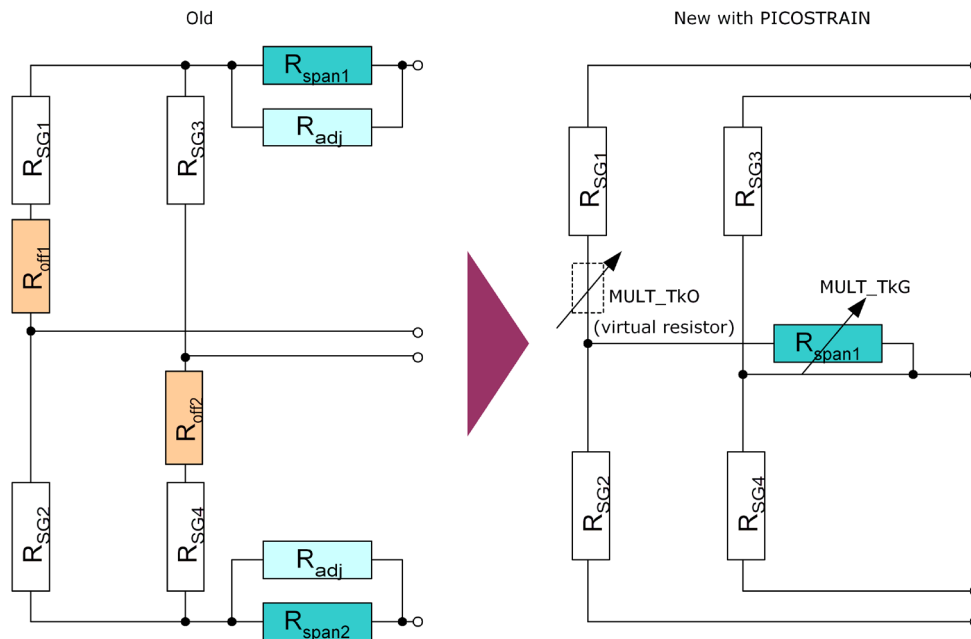 Old
New with PICOSTRAIN
Rspan1
Radj
RSG1
RSG3
Roff1
Roff2
RSG2
RSG4
Radj
Rspan2
RSG1
RSG3
MULT_TkO
(virtual resistor)
MULT_TkG
Rspan1
RSG2
RSG4